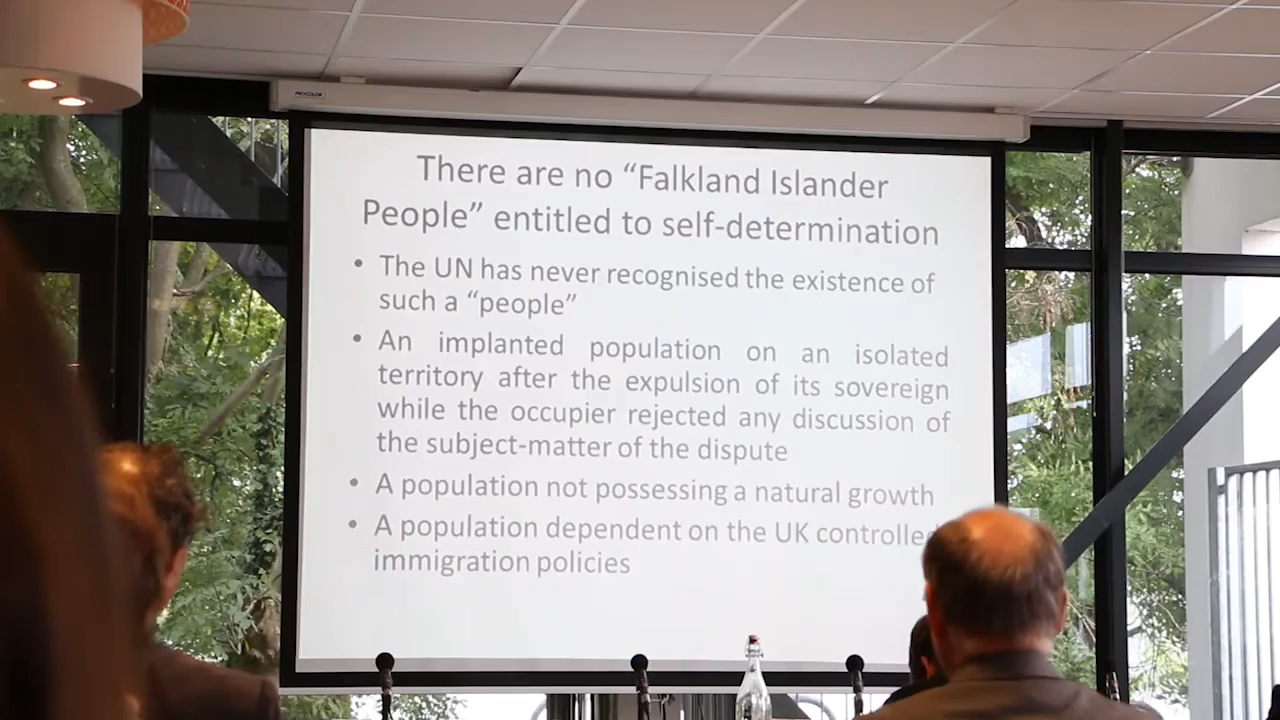 PROCOLOR
There are no “Falkland Islander
People” entitled to self-determination
• The UN has never recognised the existence of
such a “people”
• An implanted population on an isolated
territory after the expulsion of its sovereign
while the occupier rejected any discussion of
the subject-matter of the dispute
• A population not possessing a natural growth
• A population dependent on the UK controlled
immigration policies